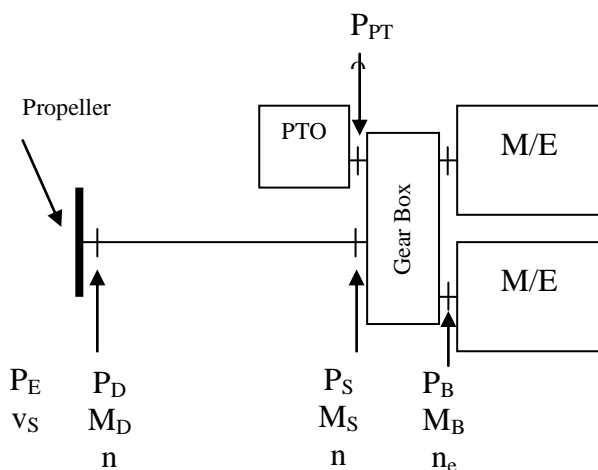 P_PT
Propeller
PTO
M/E
Gear Box
M/E
P_E
v_S
P_D
M_D
n
P_S
M_S
n
P_B
M_B
n_e